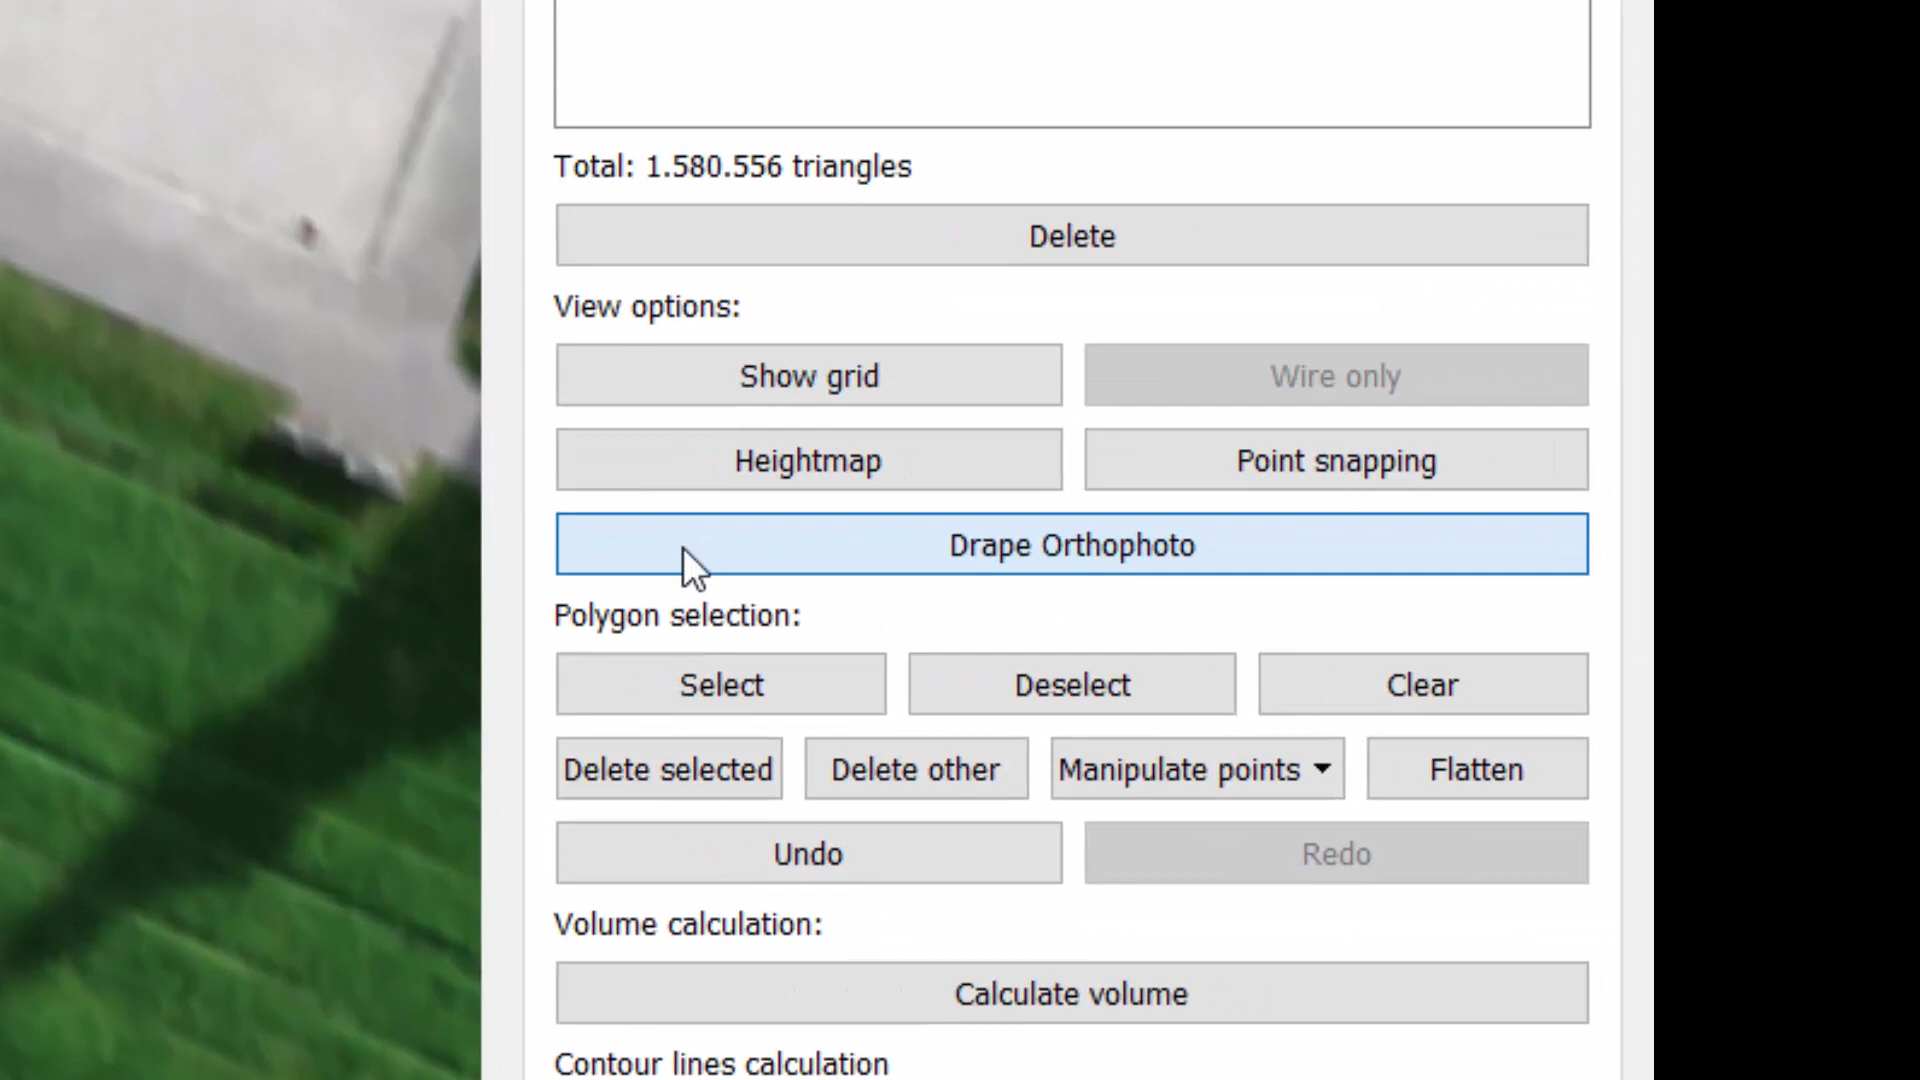 Total: 1.580.556 triangles
Delete
View options:
Show grid
Wire only
Heightmap
Point snapping
Drape Orthophoto
Polygon selection:
Select
Deselect
Clear
Delete selected
Delete other
Manipulate points
Flatten
Undo
Redo
Volume calculation:
Calculate volume
Contour lines calculation